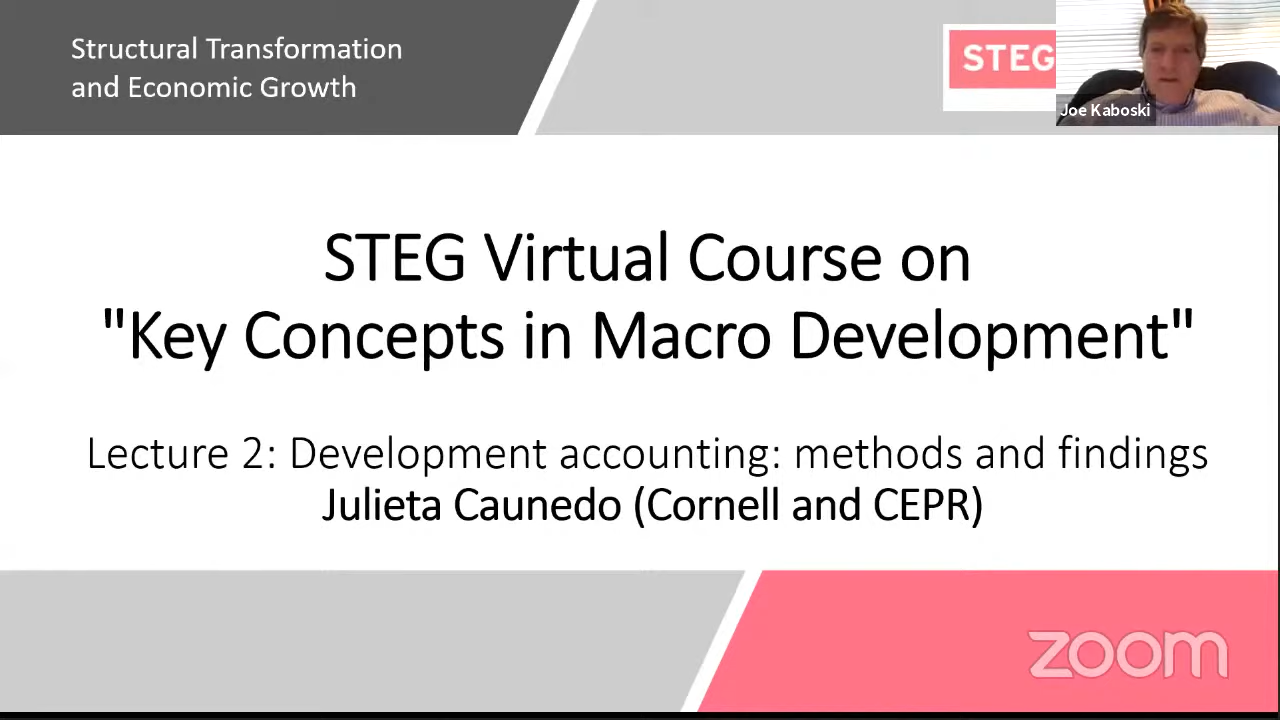 Structural Transformation
and Economic Growth
STEG
Joe Kaboski
STEG Virtual Course on
"Key Concepts in Macro Development"
Lecture 2: Development accounting: methods and findings
Julieta Caunedo (Cornell and CEPR)
zoom